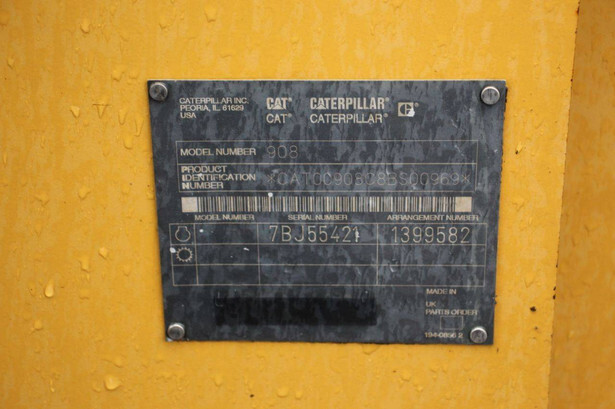 CATERPILLAR INC.
PEORIA, IL. 61629
USA
CAT® CATERPILLAR®
CAT® CATERPILLAR®
MODEL NUMBER 908
PRODUCT
IDENTIFICATION
NUMBER
MODEL NUMBER SERIAL NUMBER ARRANGEMENT NUMBER
7BJ55421 1399582
MADE IN
UK
PARTS ORDER